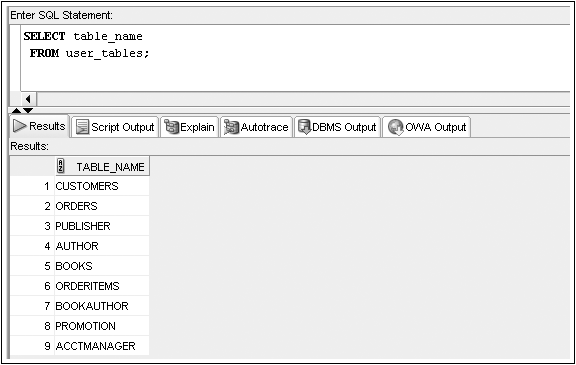 Enter SQL Statement:
SELECT table_name
FROM user_tables;
Results Script Output Explain Autotrace DBMS Output OWA Output
Results:
TABLE_NAME
1 CUSTOMERS
2 ORDERS
3 PUBLISHER
4 AUTHOR
5 BOOKS
6 ORDERITEMS
7 BOOKAUTHOR
8 PROMOTION
9 ACCTMANAGER